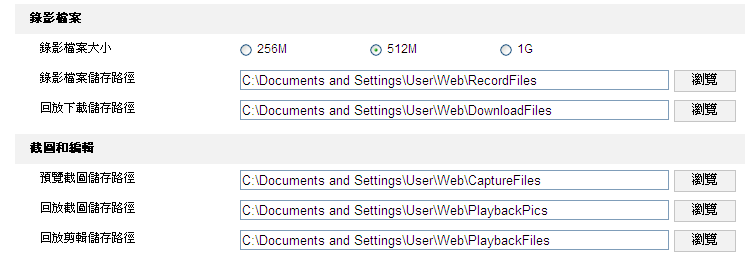 錄影檔案
錄影檔案大小 256M 512M 1G
錄影檔案儲存路徑 C:\Documents and Settings\User\Web\RecordFiles 瀏覽
回放下載儲存路徑 C:\Documents and Settings\User\Web\DownloadFiles 瀏覽
截圖和編輯
預覽截圖儲存路徑 C:\Documents and Settings\User\Web\CaptureFiles 瀏覽
回放截圖儲存路徑 C:\Documents and Settings\User\Web\PlaybackPics 瀏覽
回放剪輯儲存路徑 C:\Documents and Settings\User\Web\PlaybackFiles 瀏覽